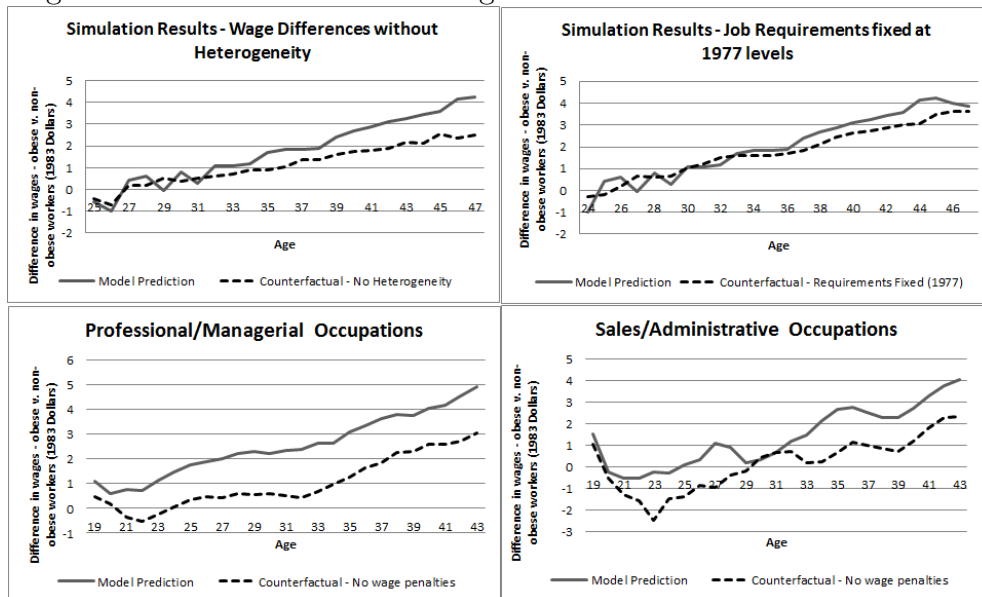 Simulation Results - Wage Differences without
Heterogeneity
Difference in wages - obese v. non-
obese workers (1983 Dollars)
5
4
3
2
1
0
-1
-2
25 27 29 31 33 35 37 39 41 43 45 47
Age
Model Prediction Counterfactual - No Heterogeneity
Simulation Results - Job Requirements fixed at
1977 levels
Difference in wages - obese v. non-
obese workers (1983 Dollars)
5
4
3
2
1
0
-1
-2
24 26 28 30 32 34 36 38 40 42 44 46
Age
Model Prediction Counterfactual - Requirements Fixed (1977)
Professional/Managerial Occupations
Difference in wages - obese v. non-
obese workers (1983 Dollars)
6
5
4
3
2
1
0
-1
19 21 23 25 27 29 31 33 35 37 39 41 43
Age
Model Prediction Counterfactual - No wage penalties
Sales/Administrative Occupations
Difference in wages - obese v. non-
obese workers (1983 Dollars)
5
4
3
2
1
0
-1
-2
-3
19 21 23 25 27 29 31 33 35 37 39 41 43
Age
Model Prediction Counterfactual - No wage penalties